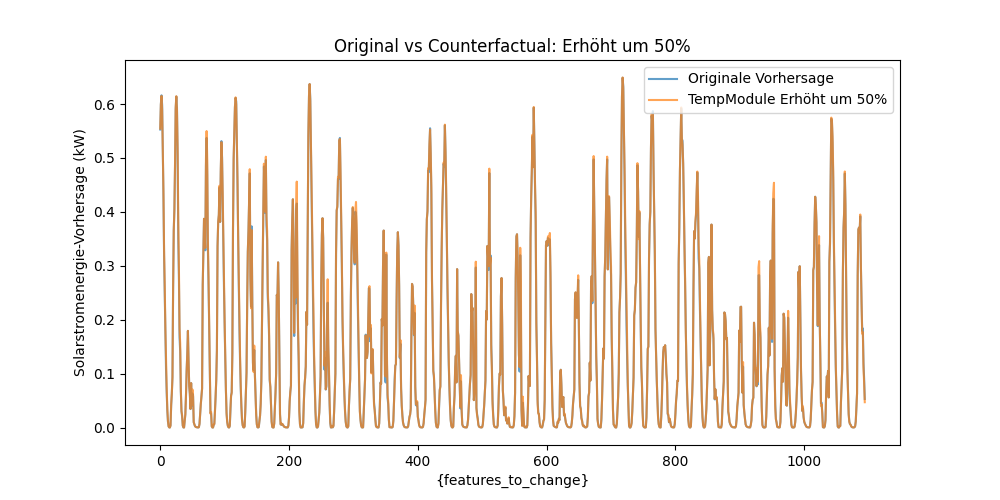 Original vs Counterfactual: Erhöht um 50%
Originale Vorhersage
TempModule Erhöht um 50%
Solarstromenergie-Vorhersage (kW)
0.6
0.5
0.4
0.3
0.2
0.1
0.0
0 200 400 600 800 1000
{features_to_change}